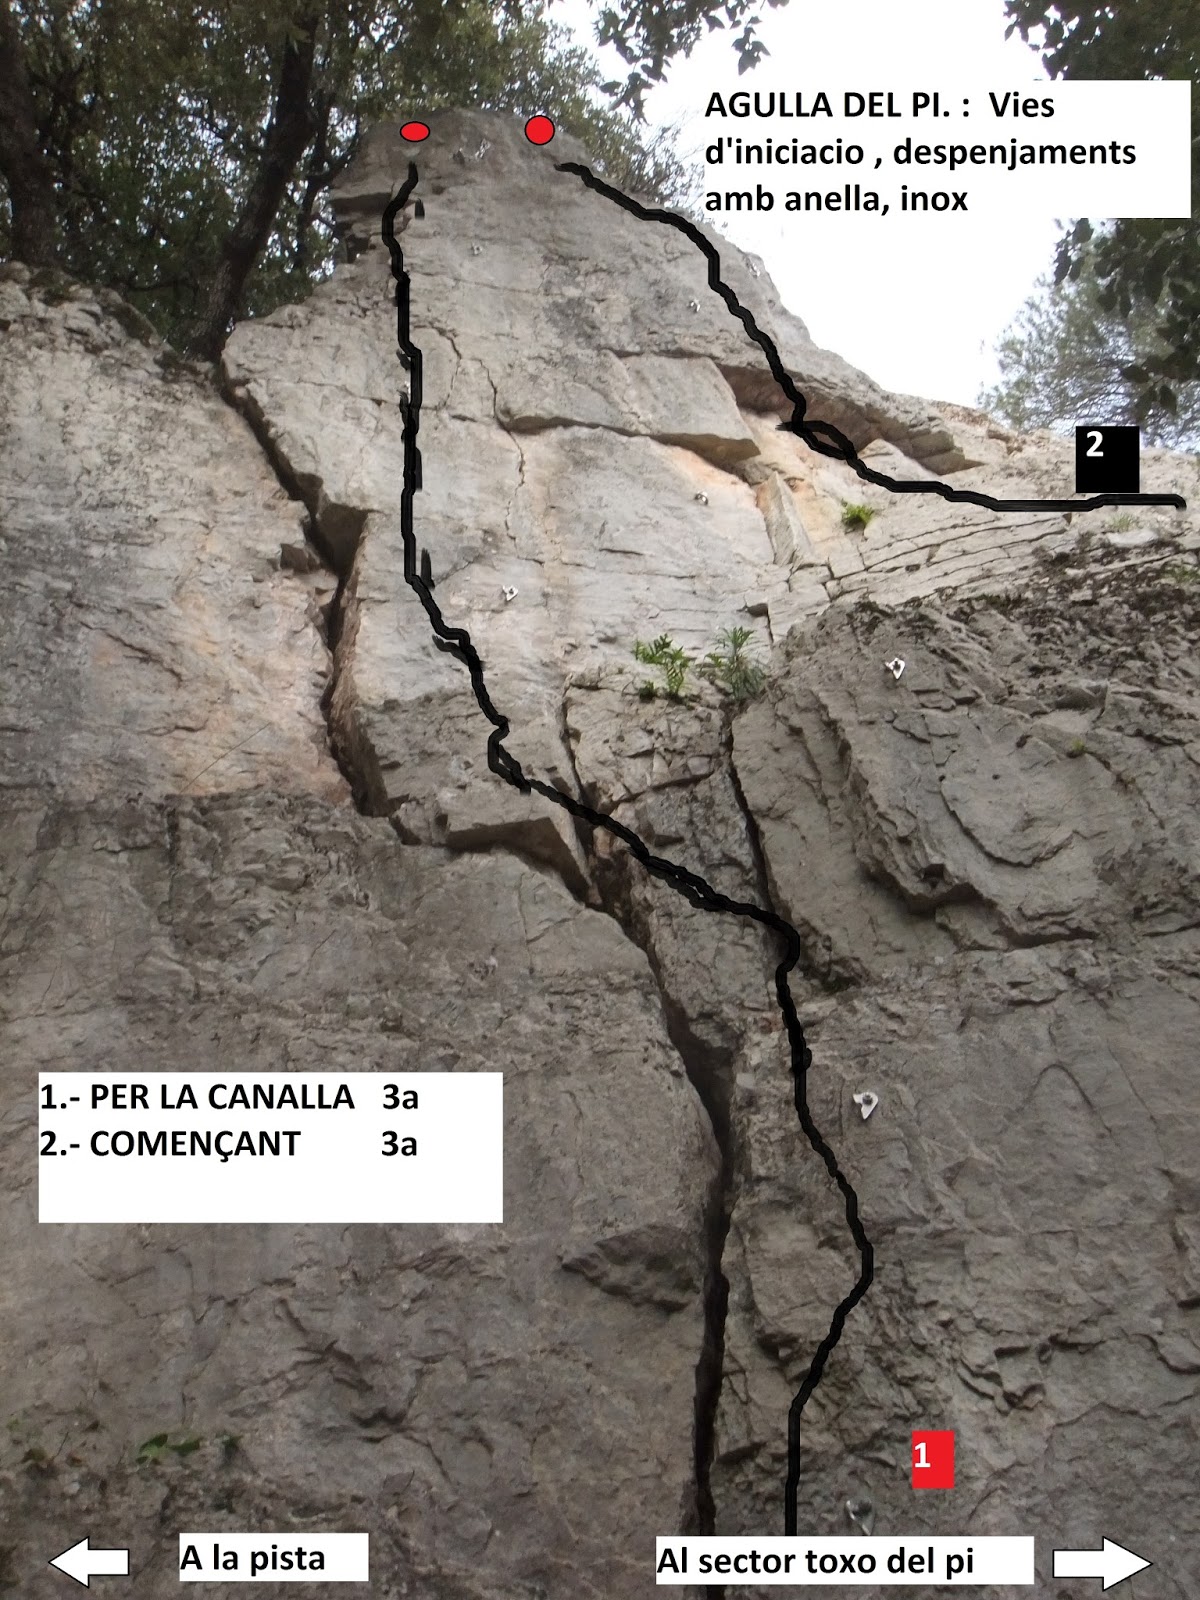 AGULLA DEL PI. : Vies
d'iniciacio , despenjaments
amb anella, inox
2
1.- PER LA CANALLA 3a
2.- COMENÇANT 3a
1
A la pista
Al sector toxo del pi